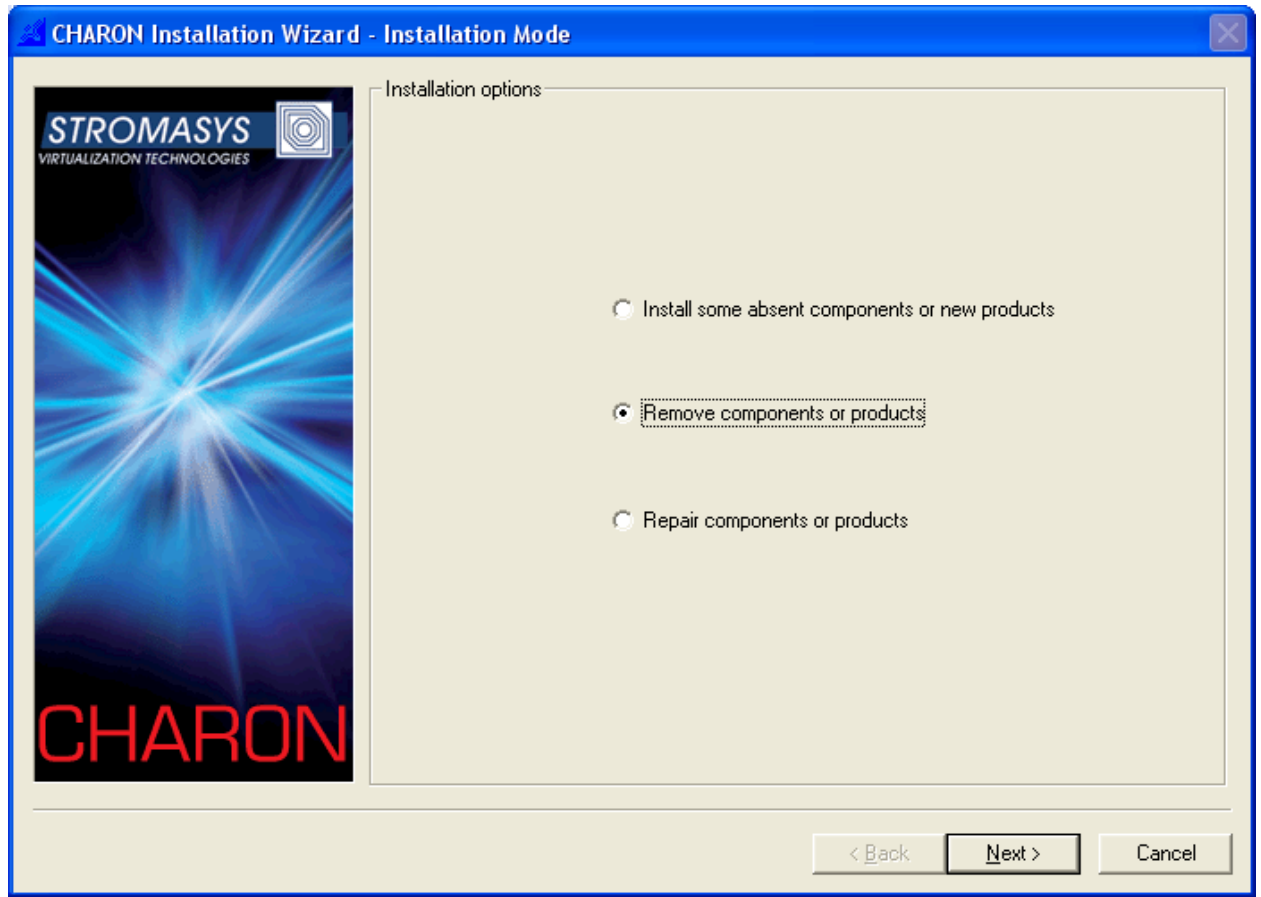 CHARON Installation Wizard - Installation Mode
Installation options
STROMASYS
VIRTUALIZATION TECHNOLOGIES
Install some absent components or new products
Remove components or products
Repair components or products
CHARON
< Back
Next >
Cancel